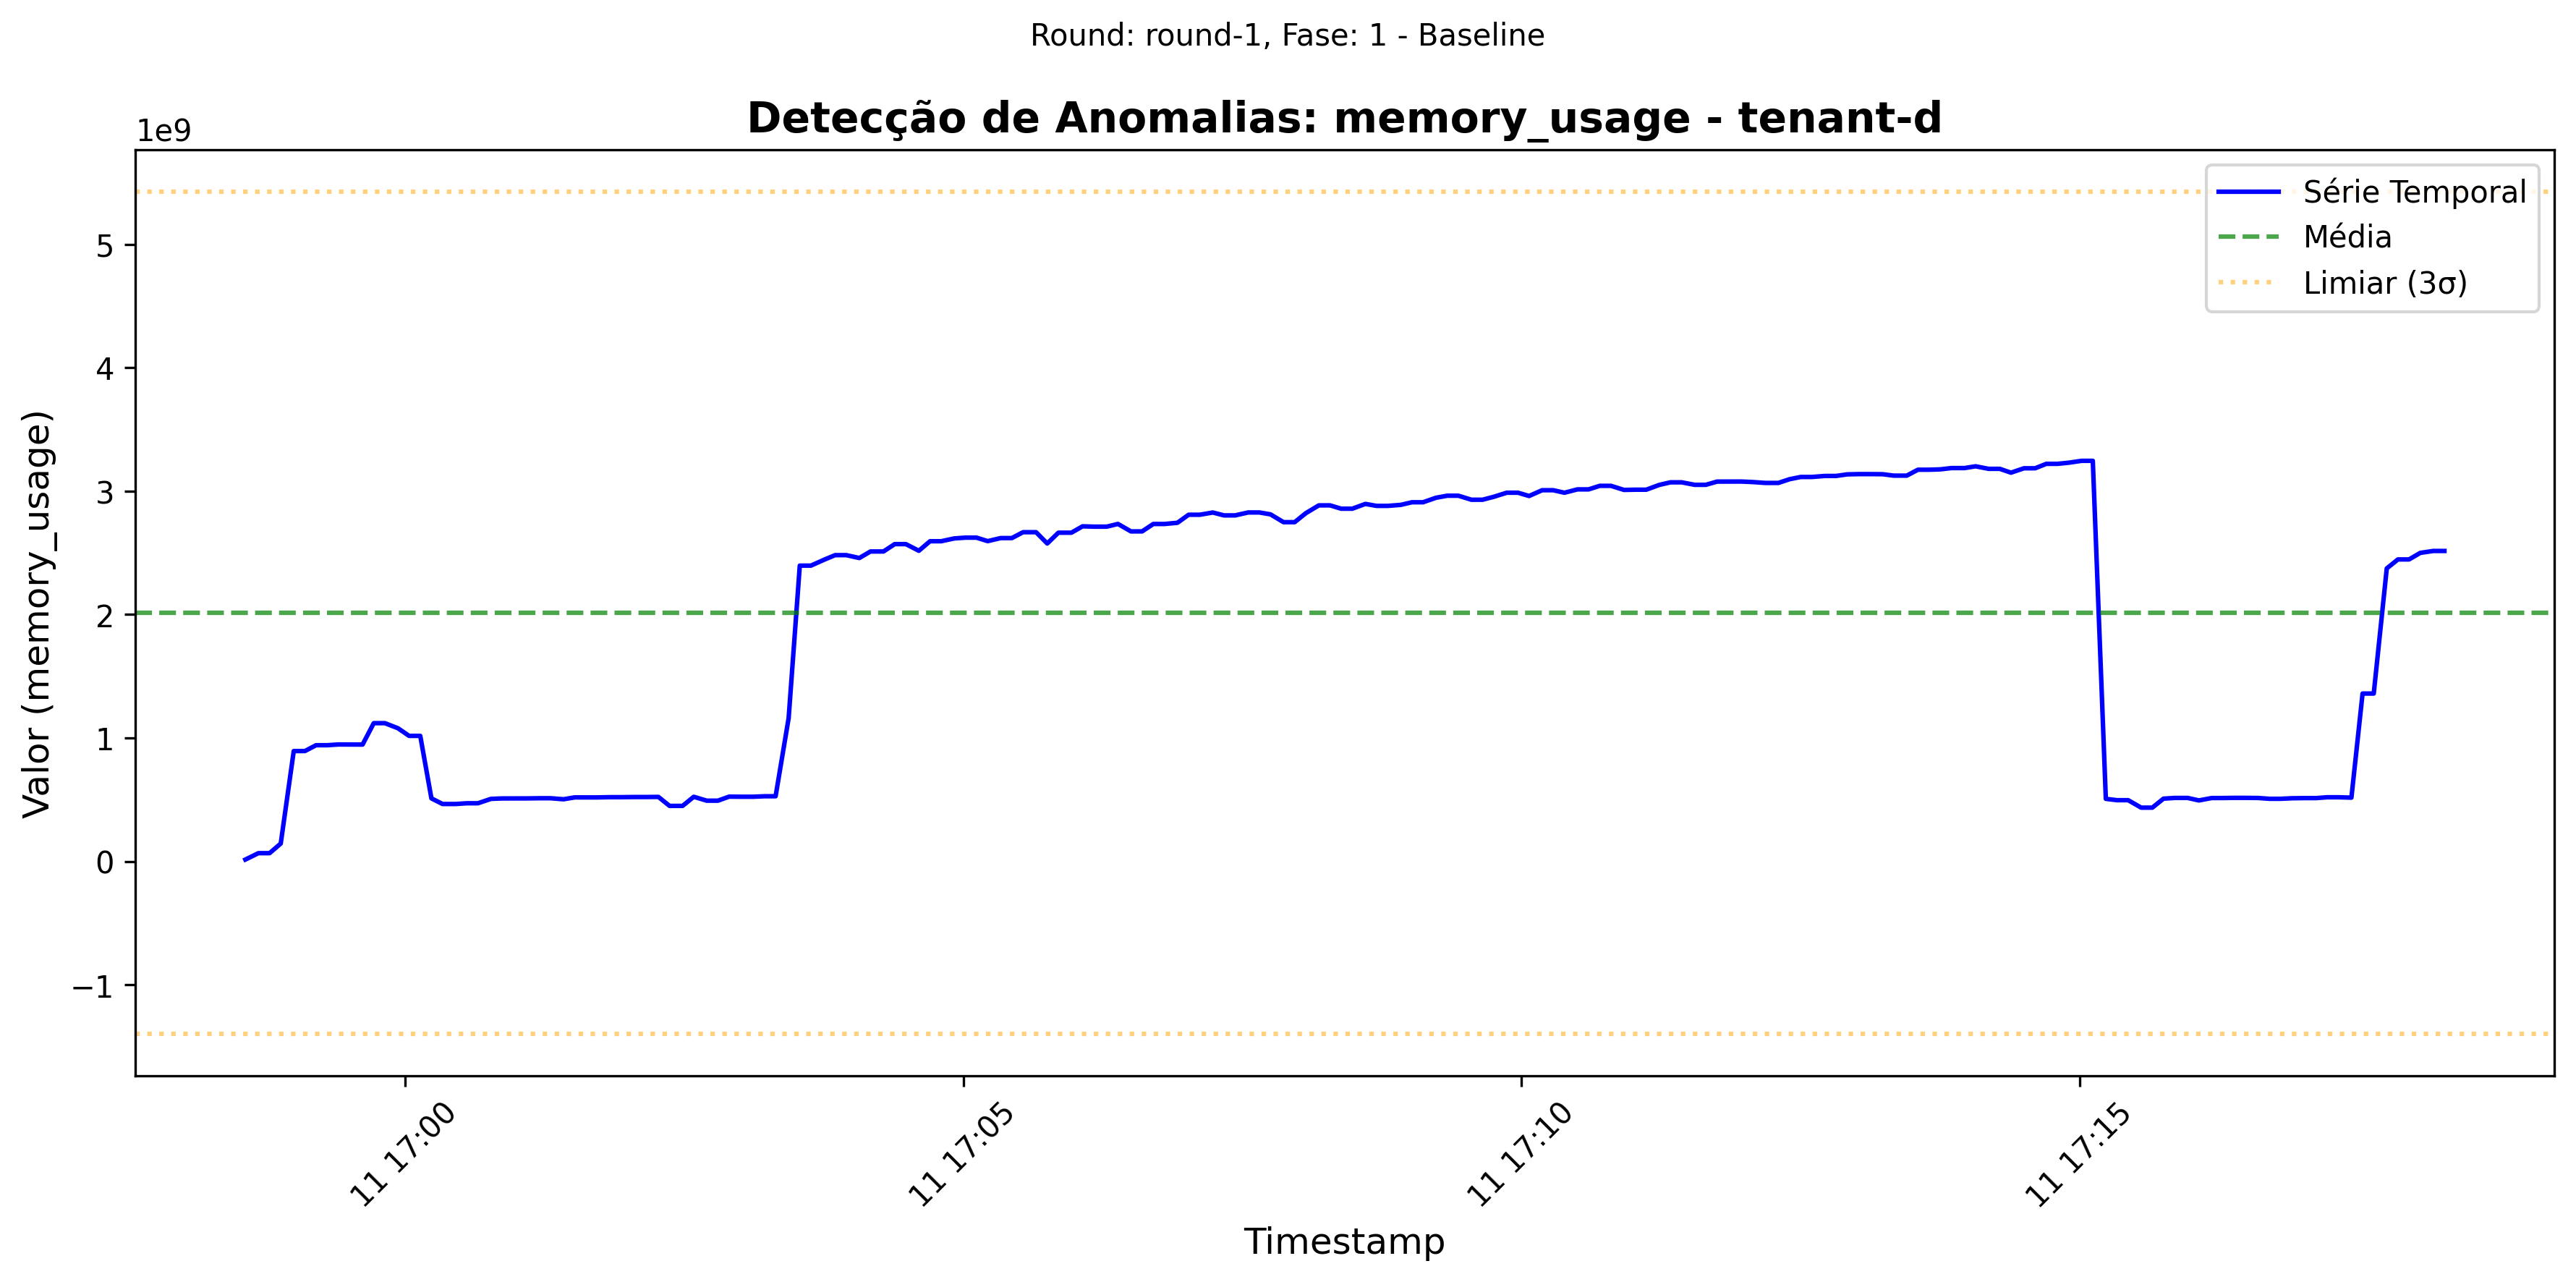 Round: round-1, Fase: 1 - Baseline
Detecção de Anomalias: memory_usage - tenant-d
1e9
Série Temporal
Média
Limiar (3σ)
5
4
3
2
1
0
−1
Valor (memory_usage)
11 17:00
11 17:05
11 17:10
11 17:15
Timestamp